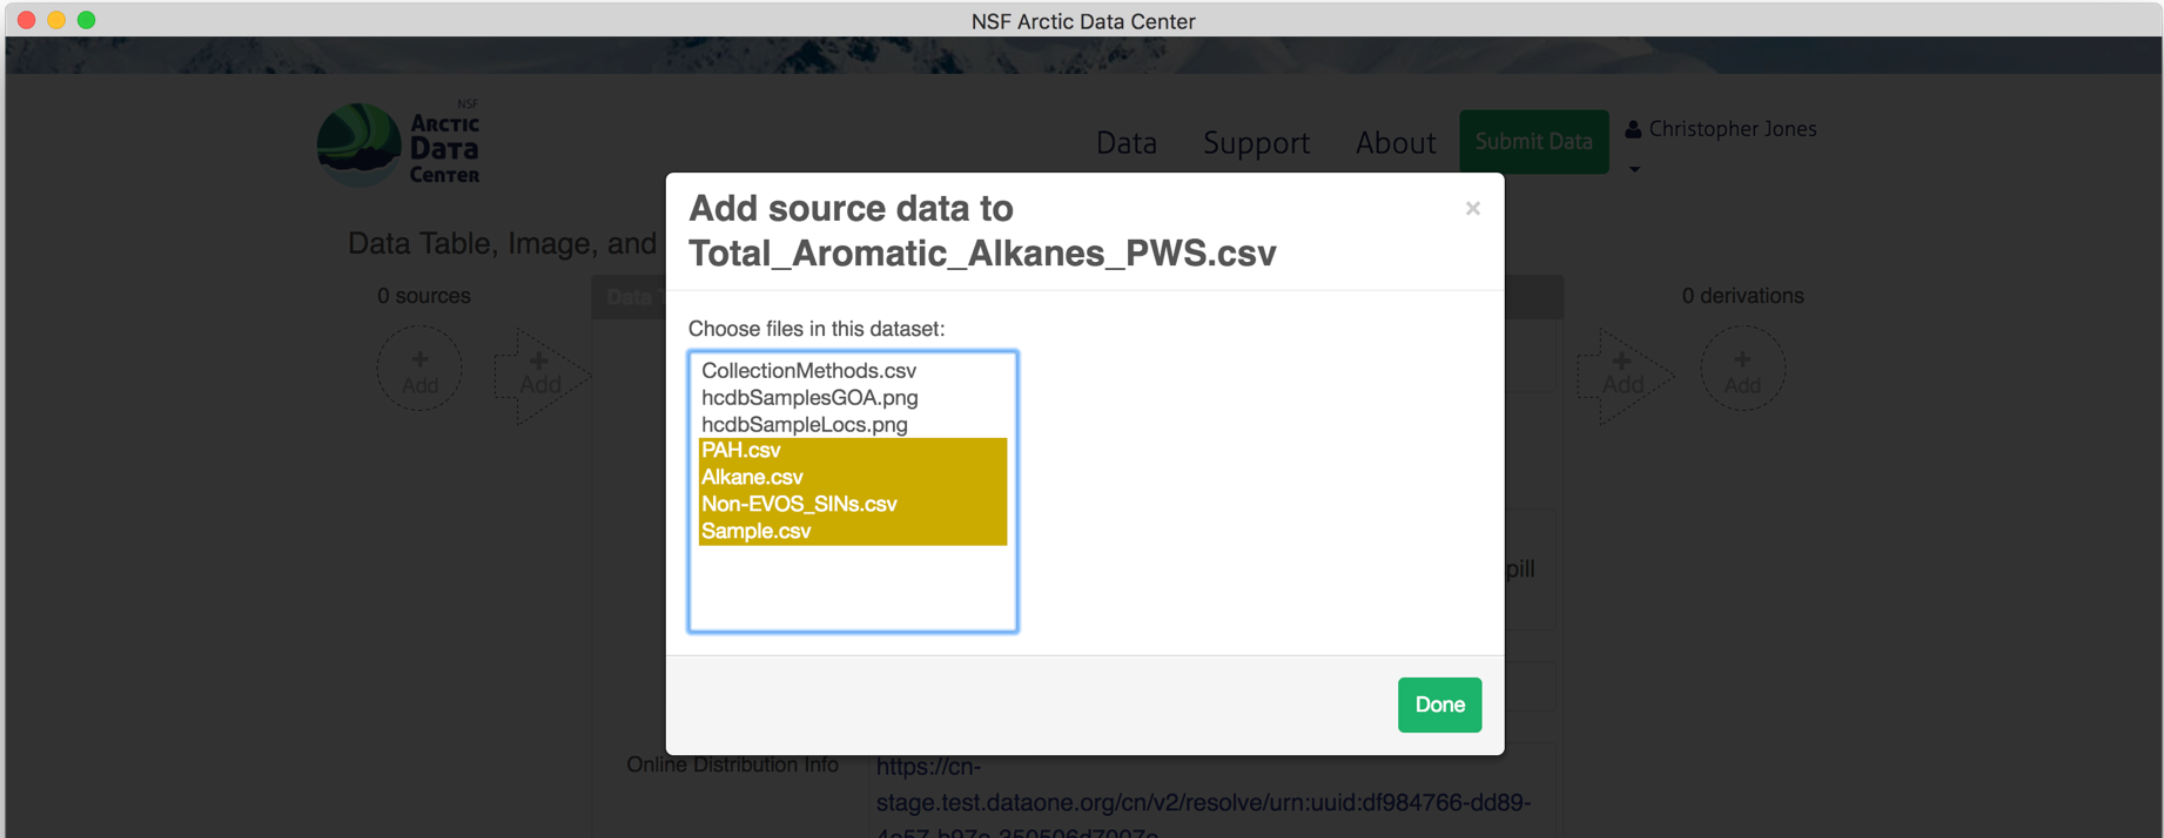 NSF Arctic Data Center
NSF
ARCTIC
DATA
CENTER
Data
Support
About
Submit Data
Christopher Jones
Data Table, Image, and
Add source data to
Total_Aromatic_Alkanes_PWS.csv
×
0 sources
Data
0 derivations
Choose files in this dataset:
CollectionMethods.csv
hcdbSamplesGOA.png
hcdbSampleLocs.png
PAH.csv
Alkane.csv
Non-EVOS_SINs.csv
Sample.csv
+
Add
+
Add
+
Add
+
Add
pill
Done
Online Distribution Info
https://cn-
stage.test.dataone.org/cn/v2/resolve/urn:uuid:df984766-dd89-